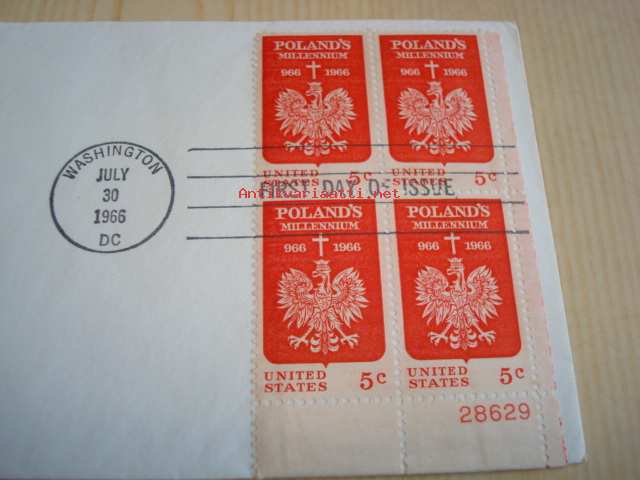 WASHINGTON
JULY
30
1966
DC
FIRST DAY OF ISSUE
Antikvariaatti.net
POLAND'S
MILLENNIUM
966 1966
UNITED
STATES 5c
POLAND'S
MILLENNIUM
966 1966
UNITED
STATES 5c
POLAND'S
MILLENNIUM
966 1966
UNITED
STATES 5c
POLAND'S
MILLENNIUM
966 1966
UNITED
STATES 5c
28629